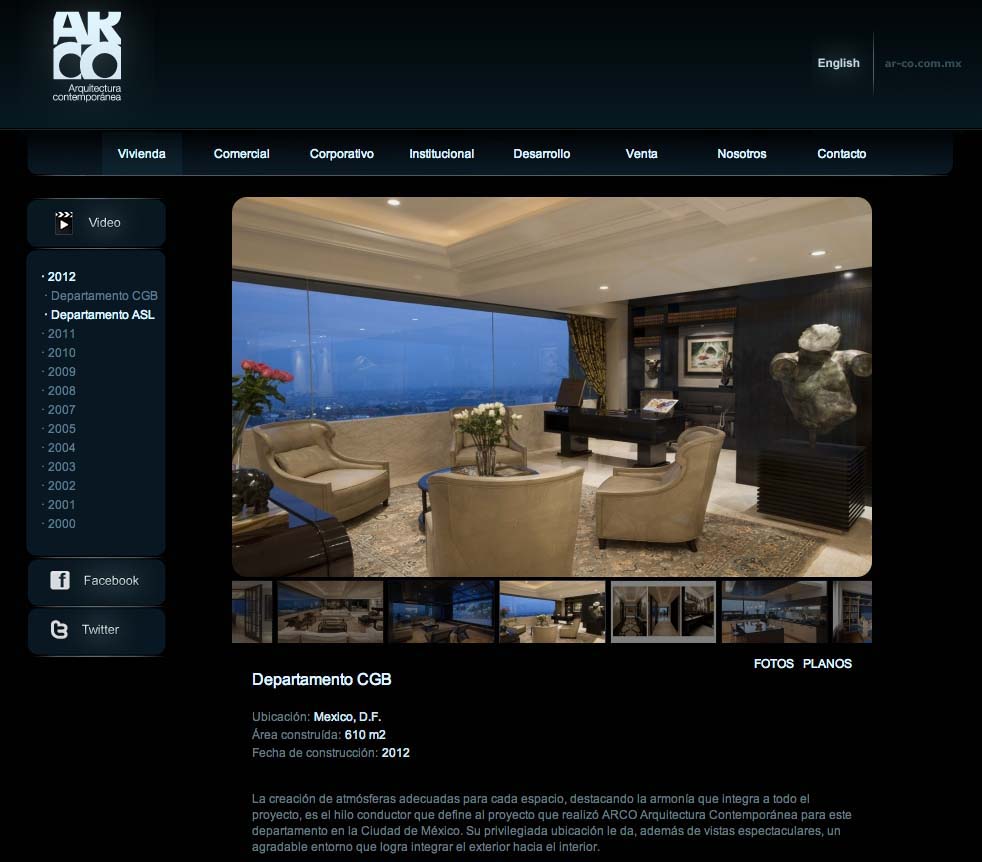 ARCO
Arquitectura
contemporánea
English
ar-co.com.mx
Vivienda
Comercial
Corporativo
Institucional
Desarrollo
Venta
Nosotros
Contacto
Video
· 2012
· Departamento CGB
· Departamento ASL
· 2011
· 2010
· 2009
· 2008
· 2007
· 2005
· 2004
· 2003
· 2002
· 2001
· 2000
Facebook
Twitter
FOTOS PLANOS
Departamento CGB
Ubicación: Mexico, D.F.
Área construída: 610 m2
Fecha de construcción: 2012
La creación de atmósferas adecuadas para cada espacio, destacando la armonía que integra a todo el
proyecto, es el hilo conductor que define al proyecto que realizó ARCO Arquitectura Contemporánea para este
departamento en la Ciudad de México. Su privilegiada ubicación le da, además de vistas espectaculares, un
agradable entorno que logra integrar el exterior hacia el interior.